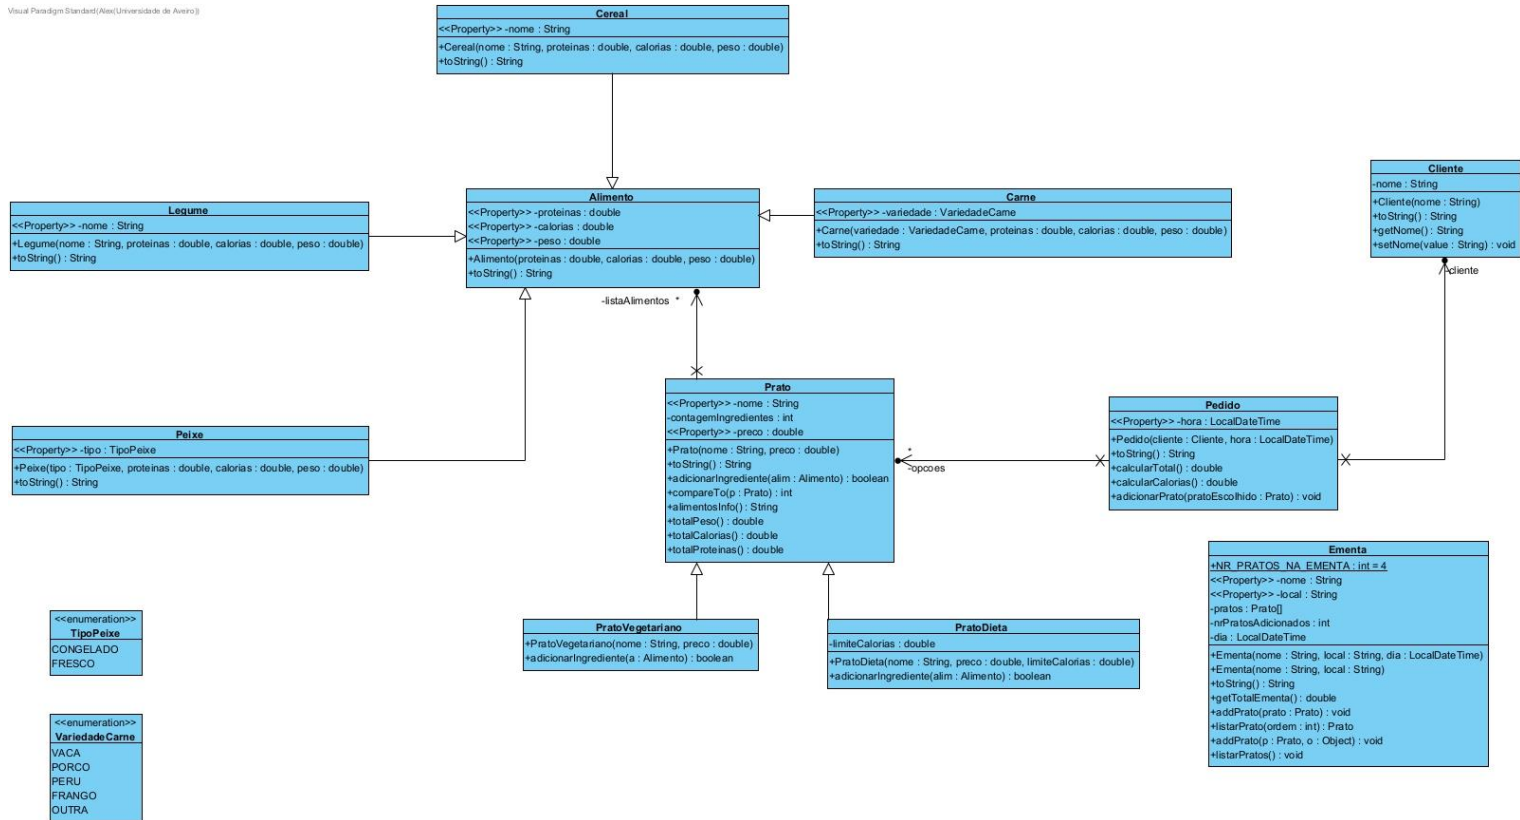 Visual Paradigm Standard(Alex(Universidade de Aveiro))
Cereal
<<Property>> -nome : String
+Cereal(nome : String, proteinas : double, calorias : double, peso : double)
+toString() : String
Legume
<<Property>> -nome : String
+Legume(nome : String, proteinas : double, calorias : double, peso : double)
+toString() : String
Alimento
<<Property>> -proteinas : double
<<Property>> -calorias : double
<<Property>> -peso : double
+Alimento(proteinas : double, calorias : double, peso : double)
+toString() : String
Carne
<<Property>> -variedade : VariedadeCarne
+Carne(variedade : VariedadeCarne, proteinas : double, calorias : double, peso : double)
+toString() : String
Cliente
-nome : String
+Cliente(nome : String)
+toString() : String
+getNome() : String
+setNome(value : String) : void
-cliente
-listaAlimentos *
Peixe
<<Property>> -tipo : TipoPeixe
+Peixe(tipo : TipoPeixe, proteinas : double, calorias : double, peso : double)
+toString() : String
Prato
<<Property>> -nome : String
-contagemIngredientes : int
<<Property>> -preco : double
+Prato(nome : String, preco : double)
+toString() : String
+adicionarIngrediente(alim : Alimento) : boolean
+compareTo(p : Prato) : int
+alimentosInfo() : String
+totalPeso() : double
+totalCalorias() : double
+totalProteinas() : double
*
-opcoes
Pedido
<<Property>> -hora : LocalDateTime
+Pedido(cliente : Cliente, hora : LocalDateTime)
+toString() : String
+calcularTotal() : double
+calcularCalorias() : double
+adicionarPrato(pratoEscolhido : Prato) : void
Ementa
+NR_PRATOS_NA_EMENTA : int = 4
<<Property>> -nome : String
<<Property>> -local : String
-pratos : Prato[]
-nrPratosAdicionados : int
-dia : LocalDateTime
+Ementa(nome : String, local : String, dia : LocalDateTime)
+Ementa(nome : String, local : String)
+toString() : String
+getTotalEmenta() : double
+addPrato(prato : Prato) : void
+listarPrato(ordem : int) : Prato
+addPrato(p : Prato, o : Object) : void
+listarPratos() : void
<<enumeration>>
TipoPeixe
CONGELADO
FRESCO
PratoVegetariano
+PratoVegetariano(nome : String, preco : double)
+adicionarIngrediente(a : Alimento) : boolean
PratoDieta
-limiteCalorias : double
+PratoDieta(nome : String, preco : double, limiteCalorias : double)
+adicionarIngrediente(alim : Alimento) : boolean
<<enumeration>>
VariedadeCarne
VACA
PORCO
PERU
FRANGO
OUTRA